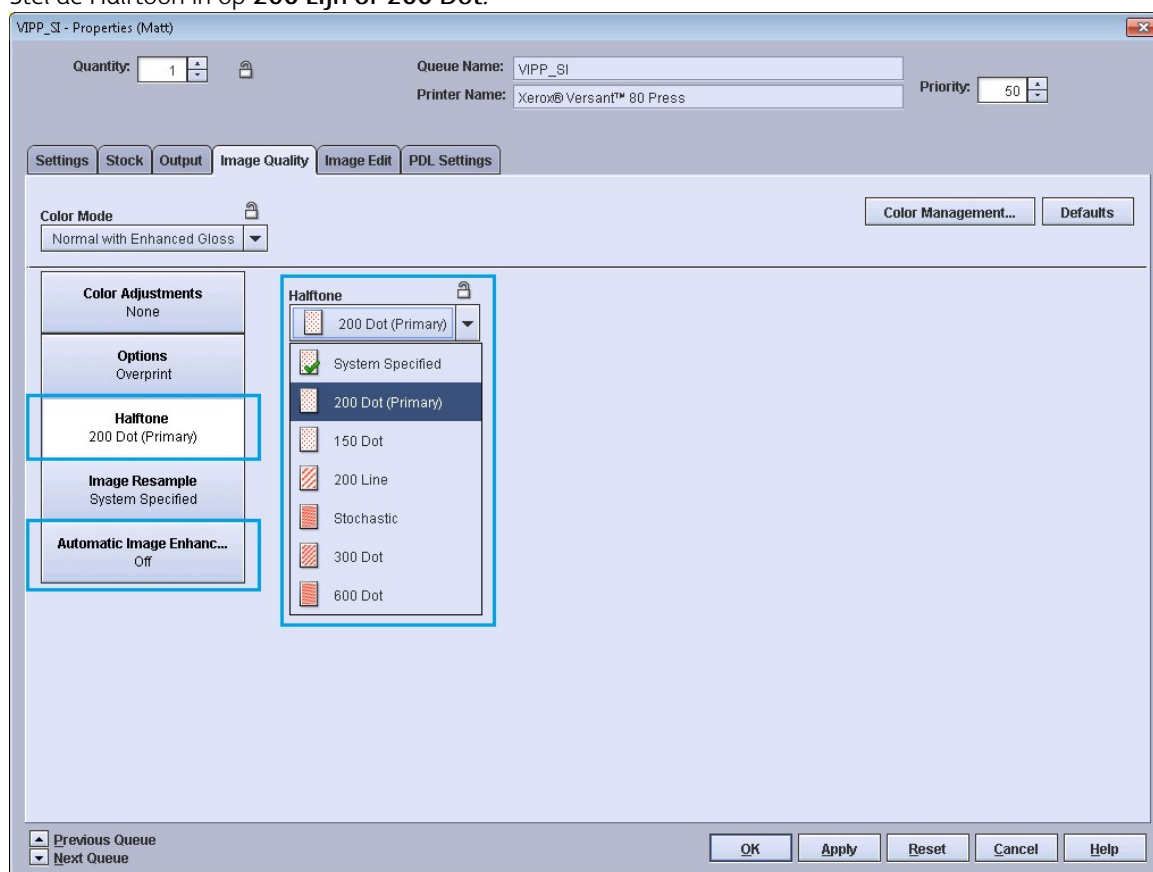 Stel de Halftoon in op 200 Lijn of 200 Dot.
VIPP_SI - Properties (Matt)
Quantity: 1
Queue Name: VIPP_SI
Printer Name: Xerox® Versant™ 80 Press
Priority: 50
Settings Stock Output Image Quality Image Edit PDL Settings
Color Mode
Normal with Enhanced Gloss
Color Management... Defaults
Color Adjustments
None
Options
Overprint
Halftone
200 Dot (Primary)
Image Resample
System Specified
Automatic Image Enhanc...
Off
Halftone
200 Dot (Primary)
System Specified
200 Dot (Primary)
150 Dot
200 Line
Stochastic
300 Dot
600 Dot
Previous Queue
Next Queue
OK Apply Reset Cancel Help